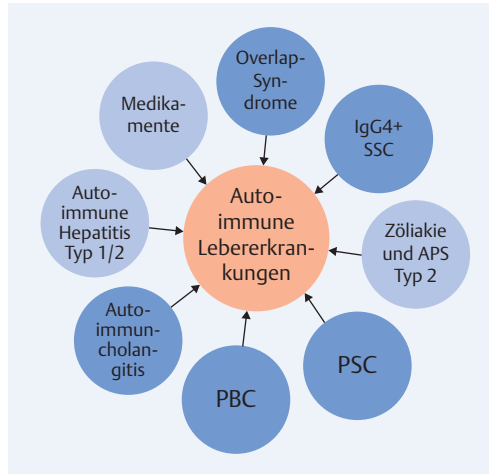 Overlap-
Syn-
drome
IgG4+
SSC
Zöliakie
und APS
Typ 2
PSC
PBC
Auto-
immun-
cholan-
gitis
Auto-
immune
Hepatitis
Typ 1/2
Medika-
mente
Auto-
immune
Lebererkran-
kungen